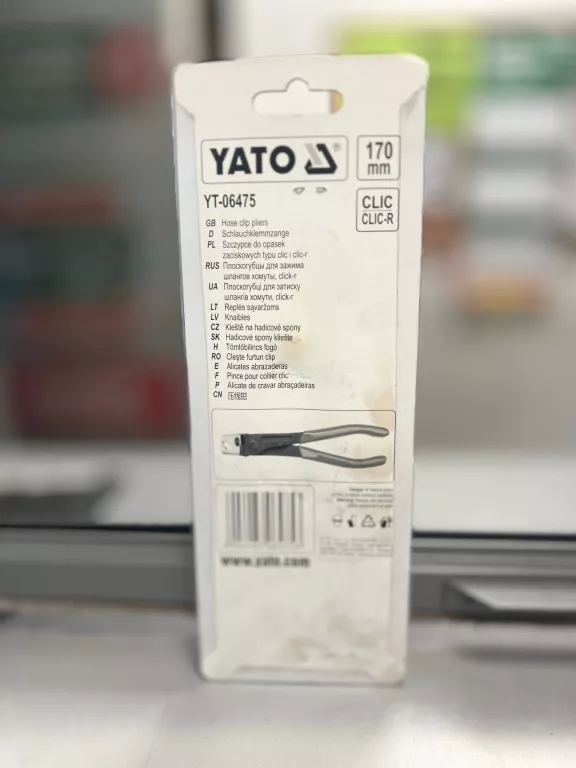 YATO
170
mm
YT-06475
CLIC
CLIC-R
GB Hose clip pliers
D Schlauchklemmzange
PL Szczypce do opasek
zaciskowych typu clic i clic-r
RUS Плоскогубцы для зажима
шлангов хомуты, click-r
UA Плоскогубці для затиску
шлангів хомути, click-r
LT Replės sąvaržoms
LV Knaibles
CZ Kleště na hadicové spony
SK Hadicové spony kliešte
H Tömlőbilincs fogó
RO Cleşte furtun clip
E Alicates abrazaderas
F Pince pour collier clic
P Alicate de cravar abraçadeiras
CN 压线钳
www.yato.com